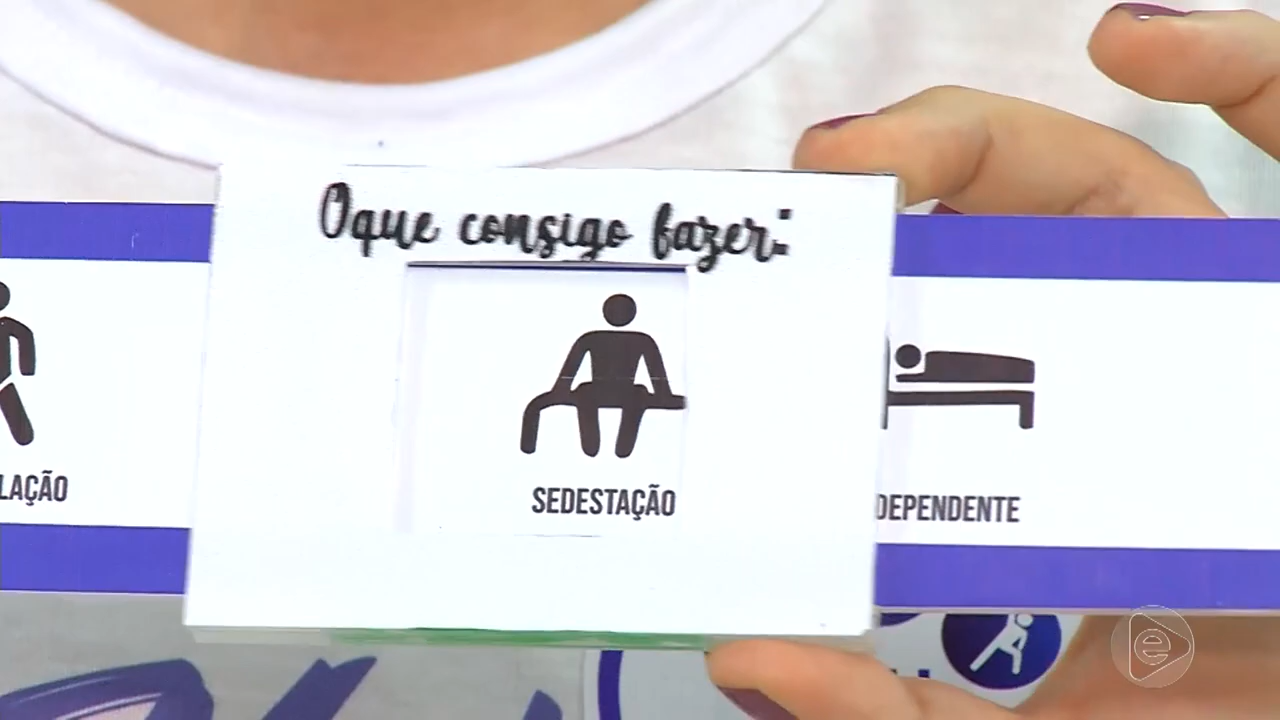 Oque consigo fazer:
LAÇÃO
SEDESTAÇÃO
DEPENDENTE
e